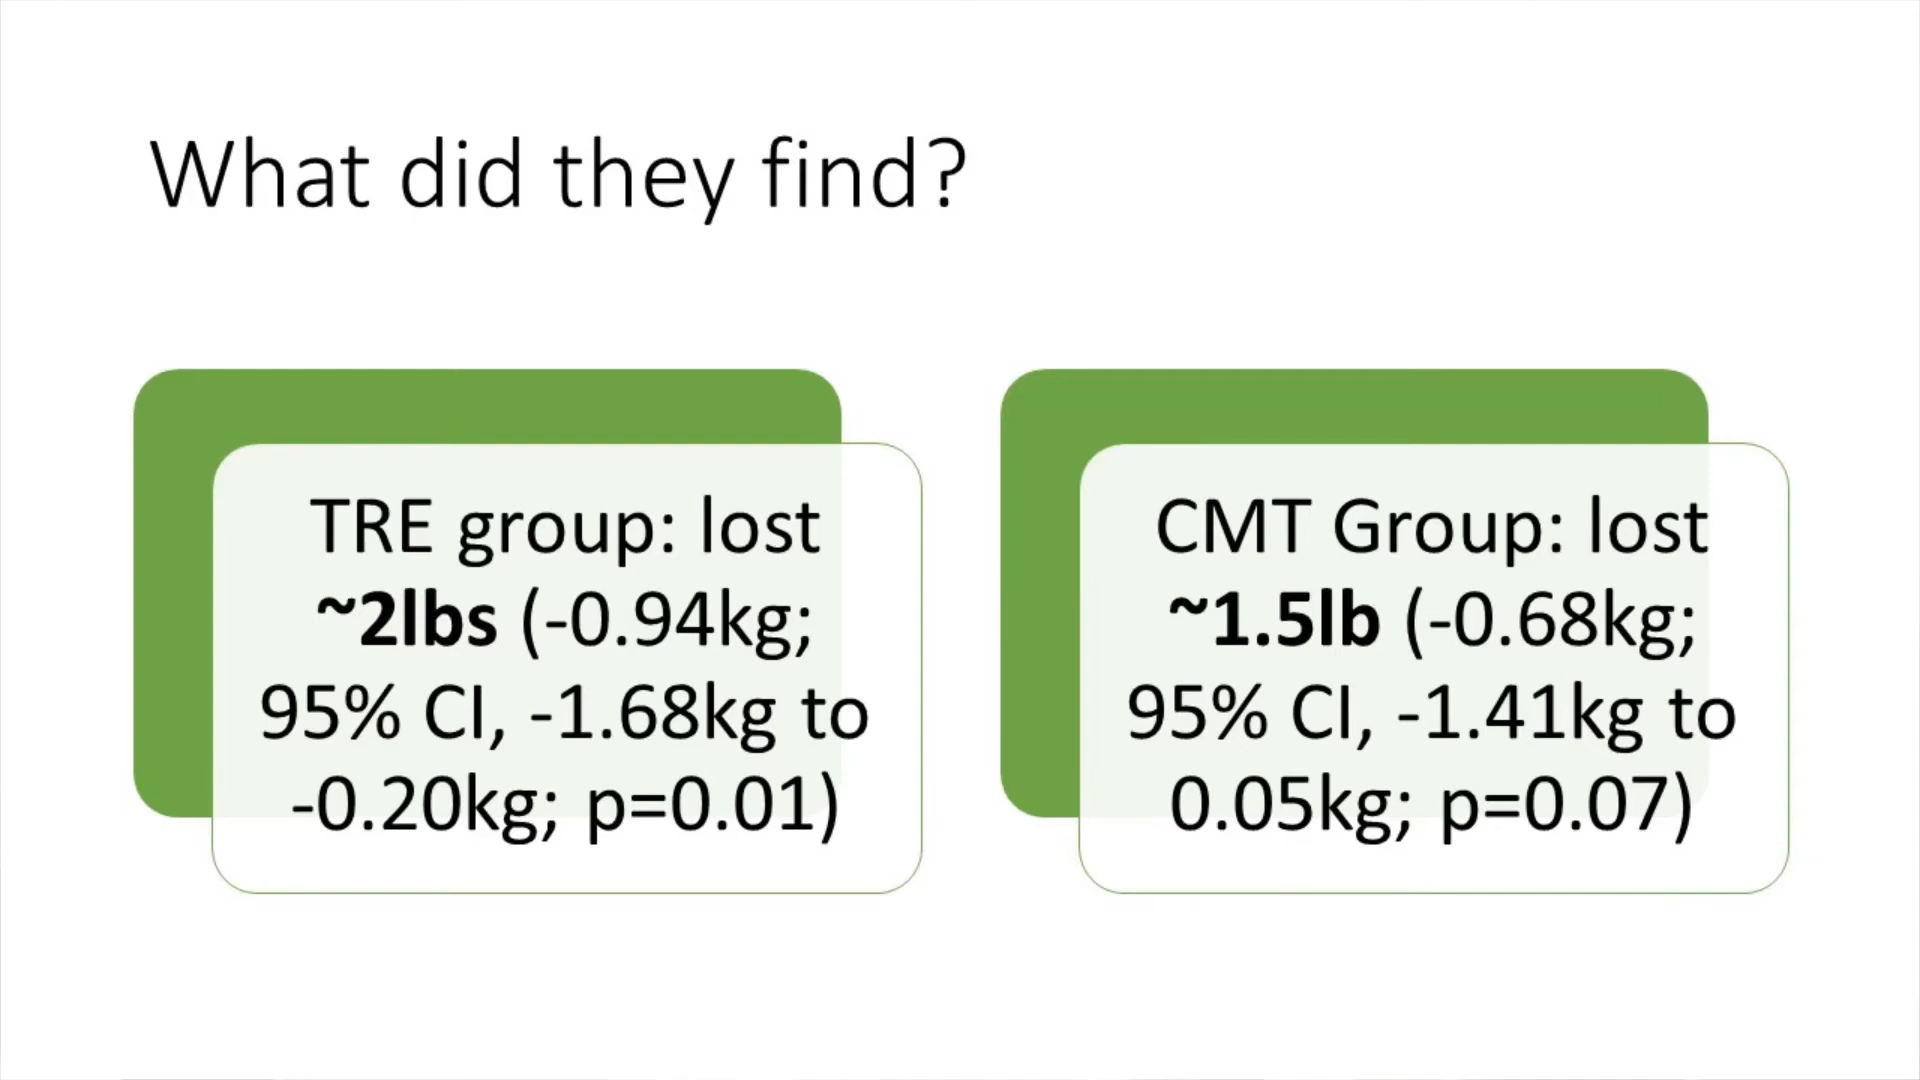 What did they find?
TRE group: lost
~2lbs (-0.94kg;
95% CI, -1.68kg to
-0.20kg; p=0.01)
CMT Group: lost
~1.5lb (-0.68kg;
95% CI, -1.41kg to
0.05kg; p=0.07)